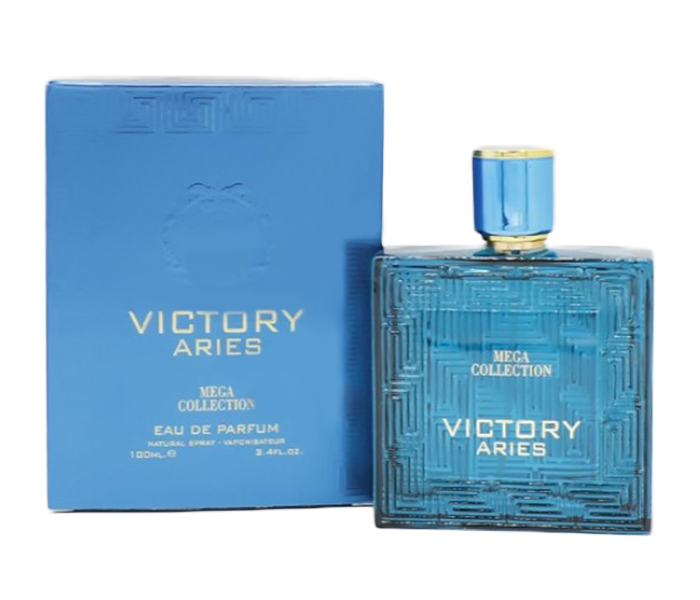 VICTORY
ARIES
MEGA
COLLECTION
EAU DE PARFUM
NATURAL SPRAY - VAPORISATEUR
100ML.℮ 3.4FL.OZ.
MEGA
COLLECTION
VICTORY
ARIES